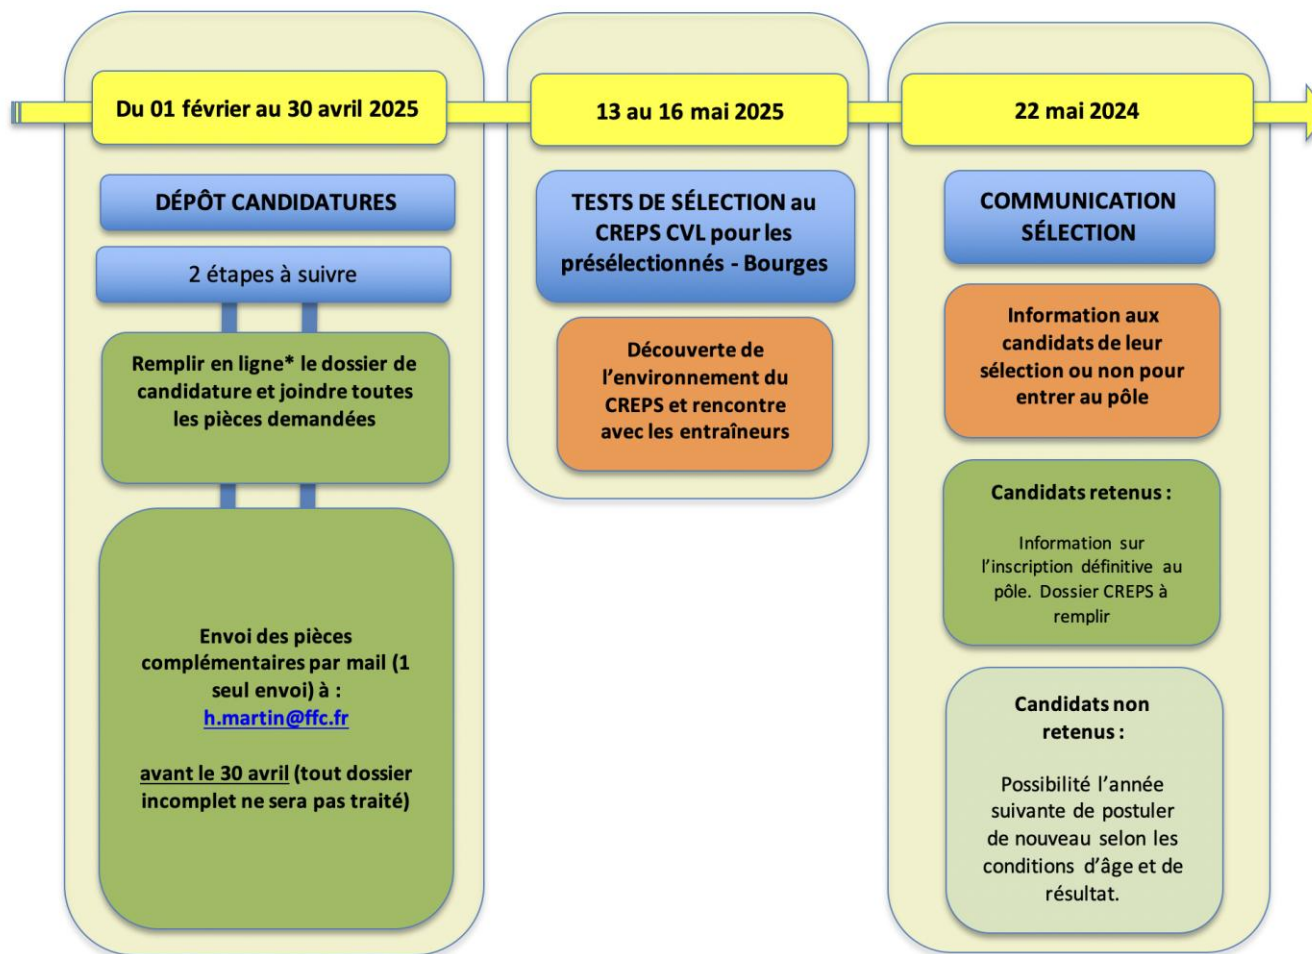 Du 01 février au 30 avril 2025
DÉPÔT CANDIDATURES
2 étapes à suivre
Remplir en ligne* le dossier de
candidature et joindre toutes
les pièces demandées
Envoi des pièces
complémentaires par mail (1
seul envoi) à :
h.martin@ffc.fr
avant le 30 avril (tout dossier
incomplet ne sera pas traité)
13 au 16 mai 2025
TESTS DE SÉLECTION au
CREPS CVL pour les
présélectionnés - Bourges
Découverte de
l’environnement du
CREPS et rencontre
avec les entraîneurs
22 mai 2024
COMMUNICATION
SÉLECTION
Information aux
candidats de leur
sélection ou non pour
entrer au pôle
Candidats retenus :
Information sur
l’inscription définitive au
pôle. Dossier CREPS à
remplir
Candidats non
retenus :
Possibilité l’année
suivante de postuler
de nouveau selon les
conditions d’âge et de
résultat.